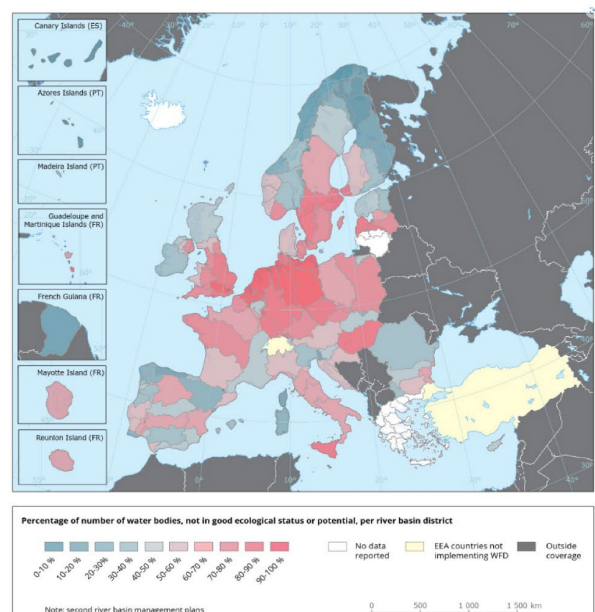 Canary Islands (ES)
Azores Islands (PT)
Madeira Island (PT)
Guadeloupe and
Martinique Islands (FR)
French Guiana (FR)
Mayotte Island (FR)
Reunion Island (FR)
Percentage of number of water bodies, not in good ecological status or potential, per river basin district
0-10 %
10-20 %
20-30%
30-40 %
40-50 %
50-60 %
60-70 %
70-80 %
80-90 %
90-100 %
No data
reported
EEA countries not
implementing WFD
Outside
coverage
Note: second river basin management plans
0 500 1 000 1 500 km